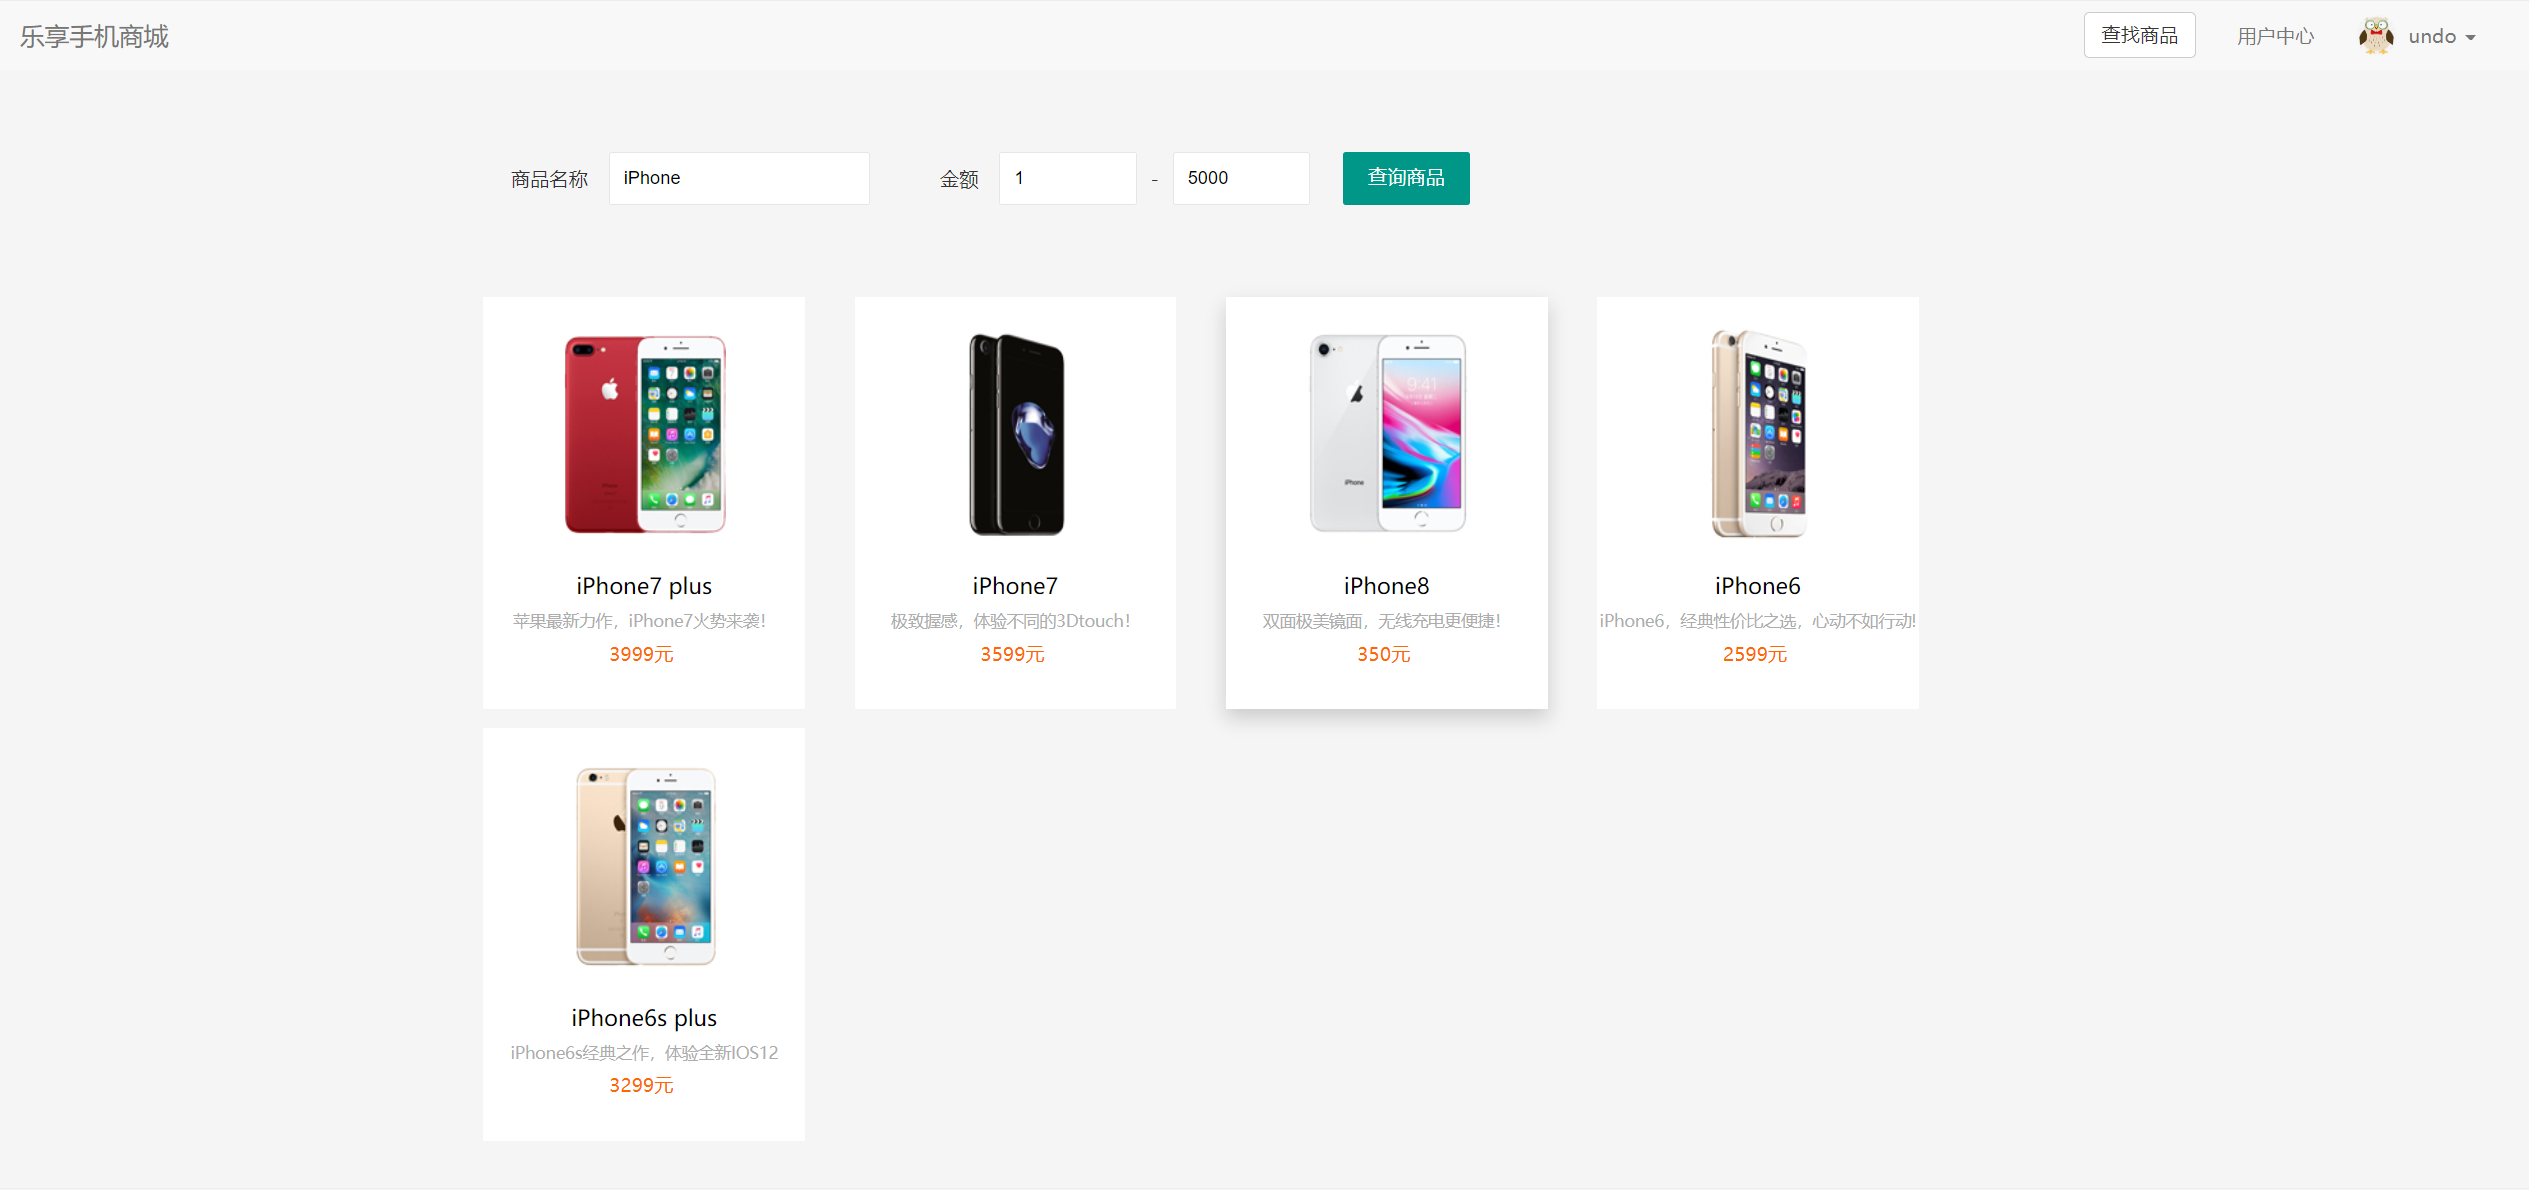 乐享手机商城
查找商品 用户中心 undo
商品名称 iPhone 金额 1 - 5000 查询商品
iPhone7 plus
苹果最新力作，iPhone7火势来袭！
3999元
iPhone7
极致握感，体验不同的3Dtouch！
3599元
9:41
iPhone
iPhone8
双面极美镜面，无线充电更便捷！
350元
iPhone6
iPhone6，经典性价比之选，心动不如行动!
2599元
iPhone6s plus
iPhone6s经典之作，体验全新IOS12
3299元